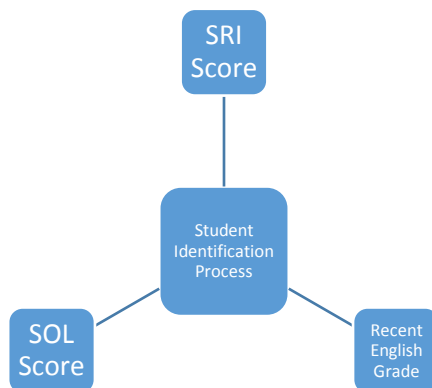 SRI
Score
Student
Identification
Process
SOL
Score
Recent
English
Grade